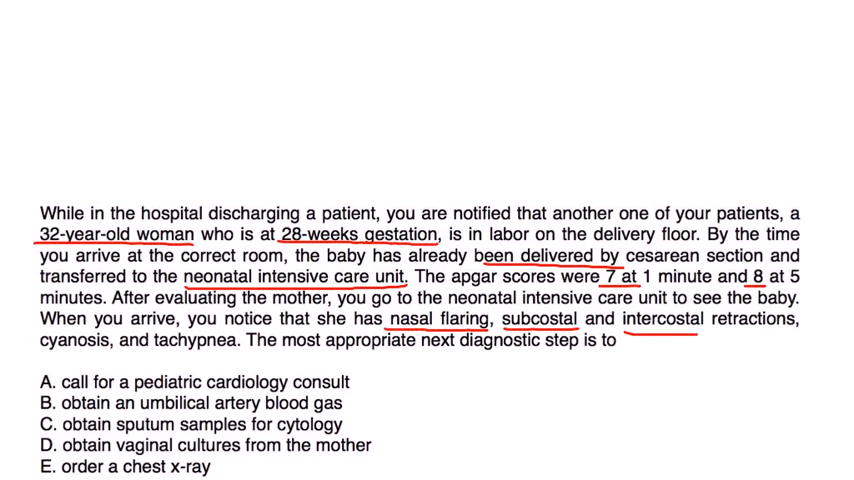 While in the hospital discharging a patient, you are notified that another one of your patients, a
32-year-old woman who is at 28-weeks gestation, is in labor on the delivery floor. By the time
you arrive at the correct room, the baby has already been delivered by cesarean section and
transferred to the neonatal intensive care unit. The apgar scores were 7 at 1 minute and 8 at 5
minutes. After evaluating the mother, you go to the neonatal intensive care unit to see the baby.
When you arrive, you notice that she has nasal flaring, subcostal and intercostal retractions,
cyanosis, and tachypnea. The most appropriate next diagnostic step is to
A. call for a pediatric cardiology consult
B. obtain an umbilical artery blood gas
C. obtain sputum samples for cytology
D. obtain vaginal cultures from the mother
E. order a chest x-ray